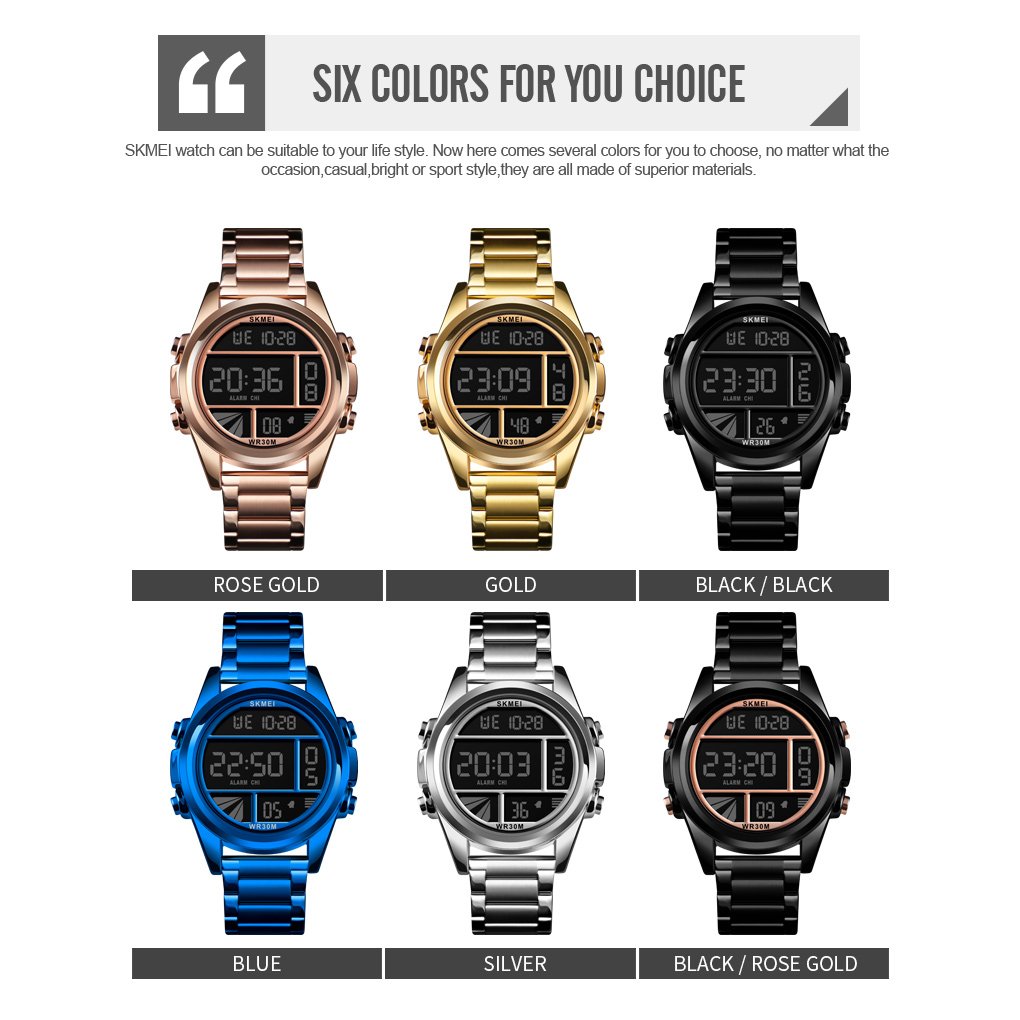 SIX COLORS FOR YOU CHOICE
SKMEI watch can be suitable to your life style. Now here comes several colors for you to choose, no matter what the
occasion,casual,bright or sport style,they are all made of superior materials.
SKMEI
WE 10-28
20:36 08
ALARM CHI
08
WR30M
SKMEI
WE 10-28
23:09 48
ALARM CHI
48
WR30M
SKMEI
WE 10-28
23:30 26
ALARM CHI
26
WR30M
ROSE GOLD
GOLD
BLACK / BLACK
SKMEI
WE 10-28
22:50 05
ALARM CHI
05
WR30M
SKMEI
WE 10-28
20:03 36
ALARM CHI
36
WR30M
SKMEI
WE 10-28
23:20 09
ALARM CHI
09
WR30M
BLUE
SILVER
BLACK / ROSE GOLD